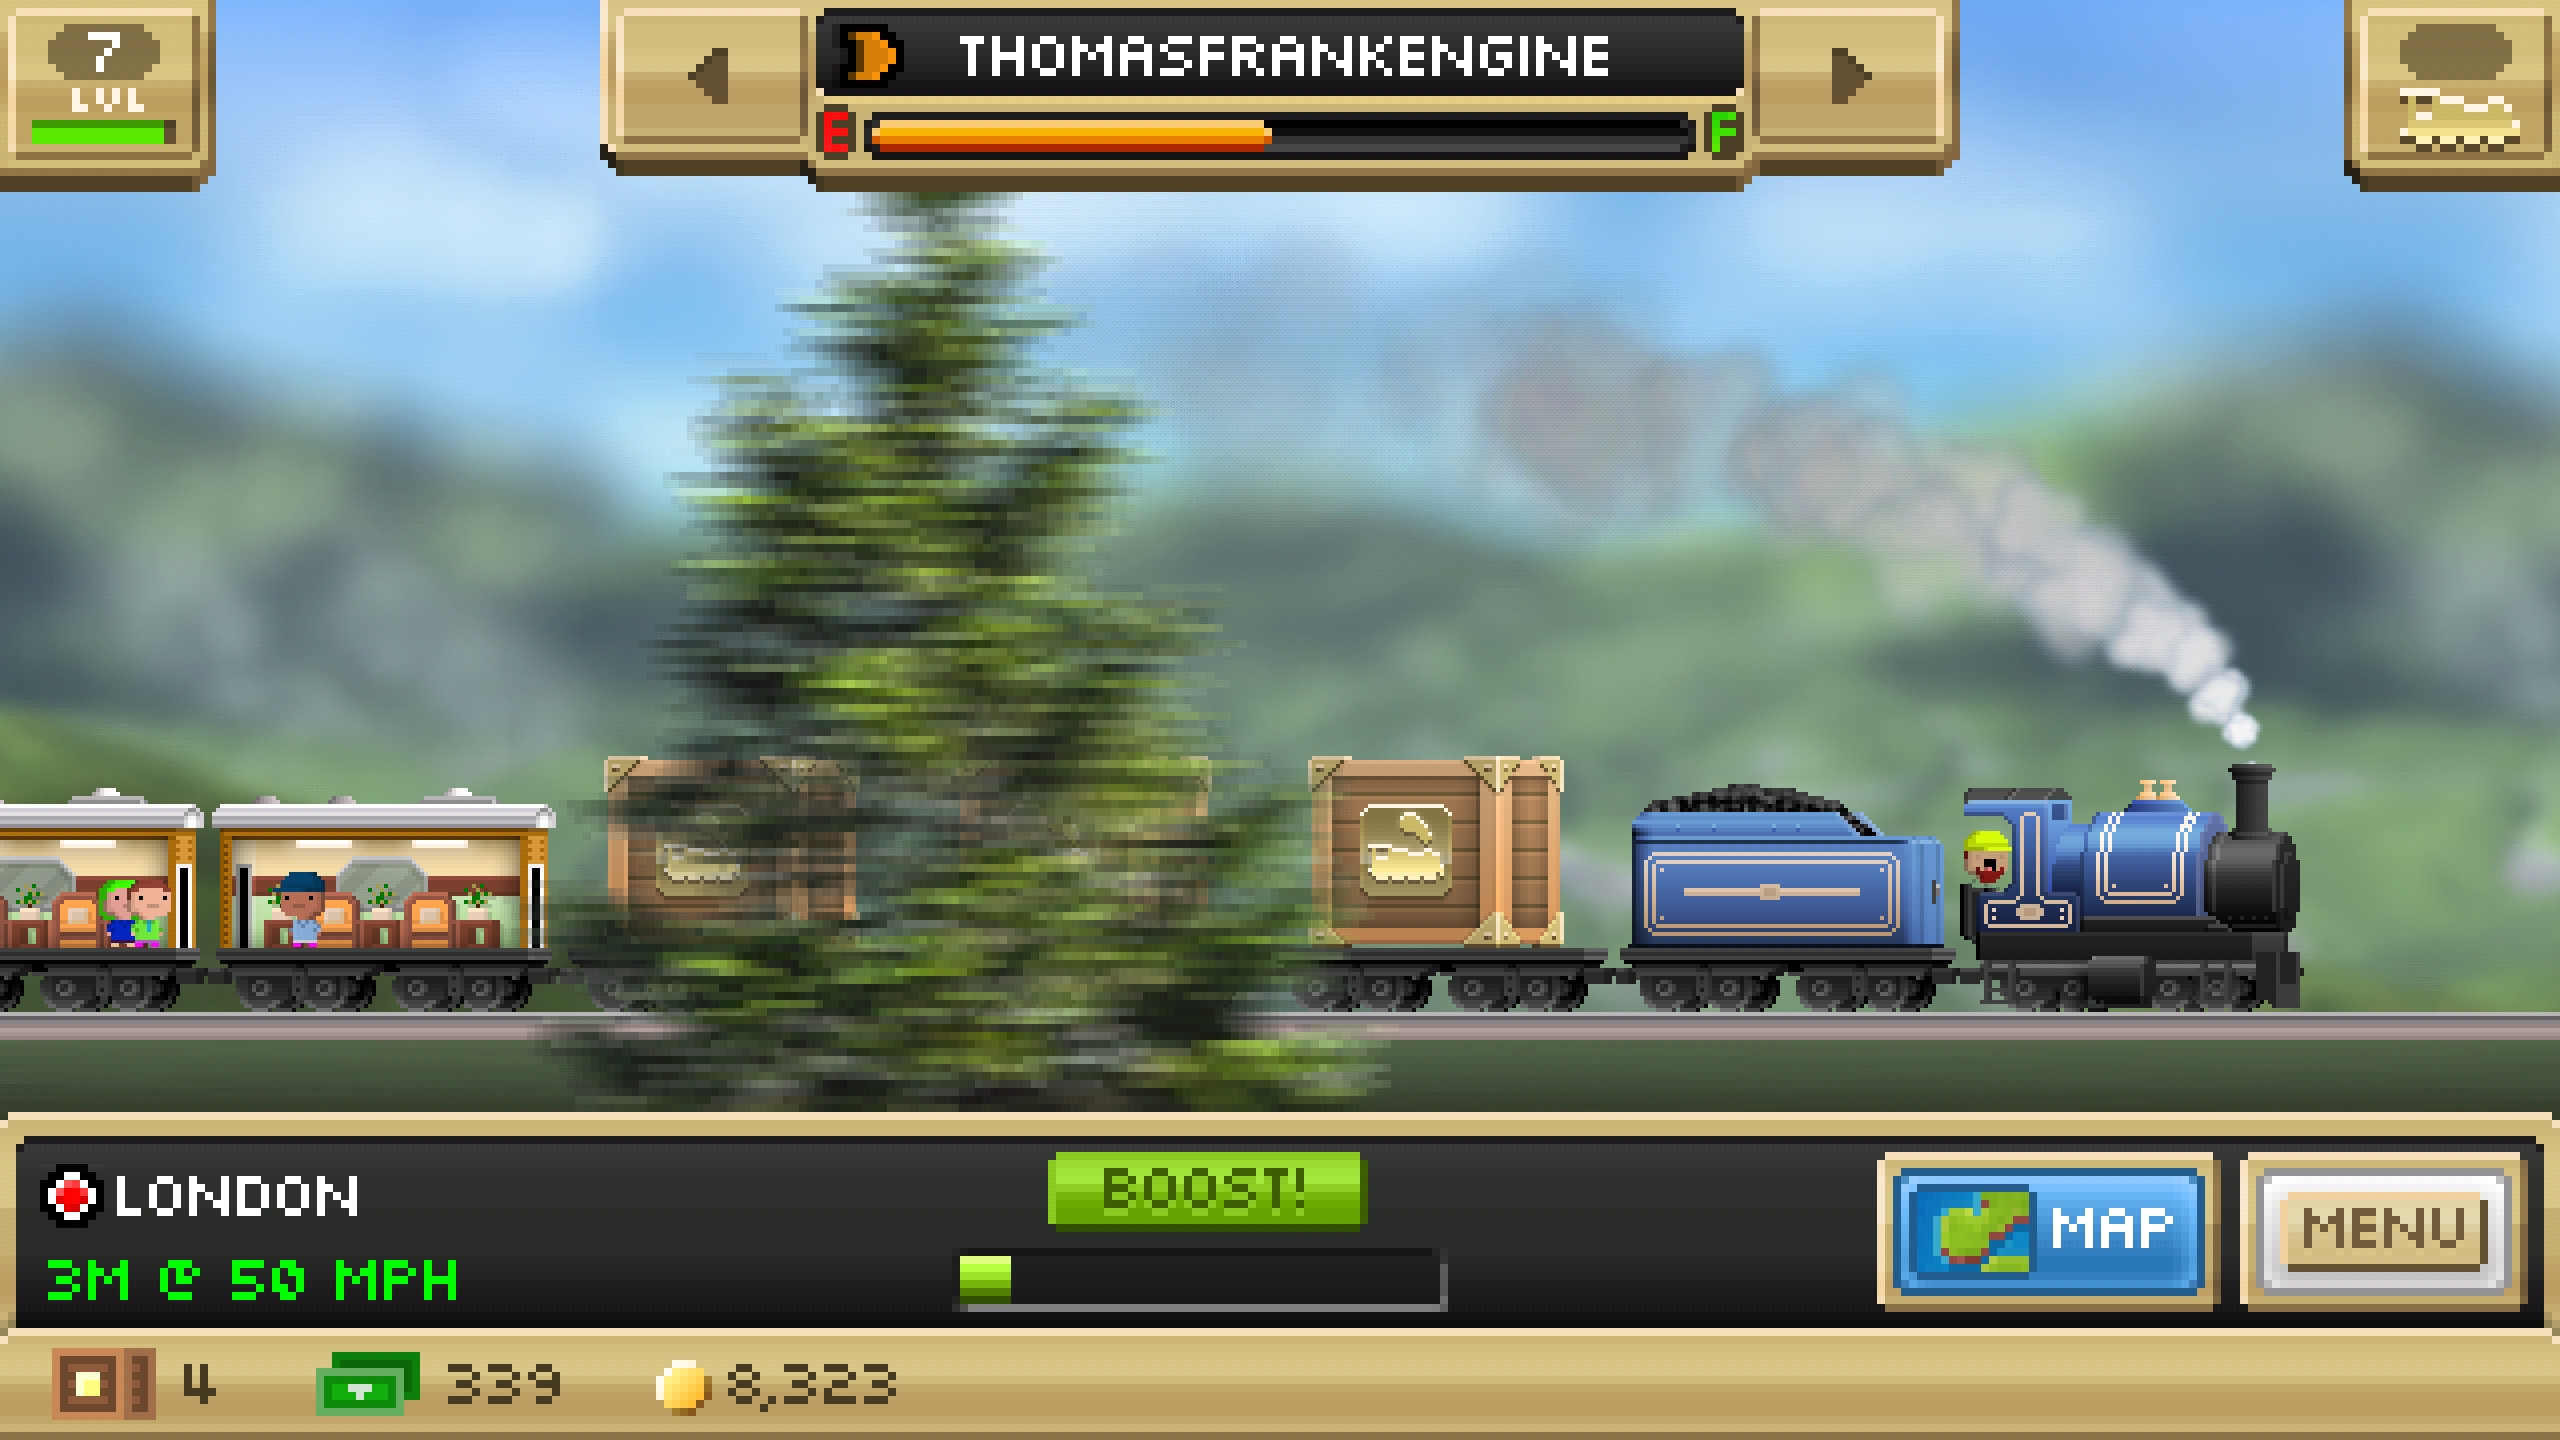 7
LVL
THOMASFRANKENGINE
E F
LONDON
3M @ 50 MPH
BOOST!
MAP
MENU
4
339
8,323